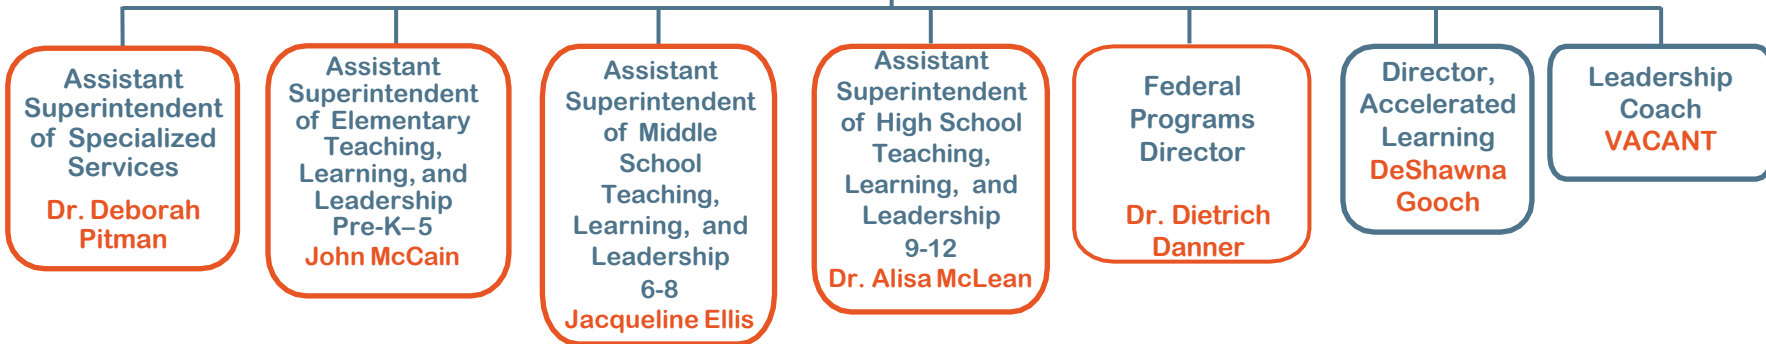 Assistant
Superintendent
of Specialized
Services
Dr. Deborah
Pitman
Assistant
Superintendent
of Elementary
Teaching,
Learning, and
Leadership
Pre-K–5
John McCain
Assistant
Superintendent
of Middle
School
Teaching,
Learning, and
Leadership
6-8
Jacqueline Ellis
Assistant
Superintendent
of High School
Teaching,
Learning, and
Leadership
9-12
Dr. Alisa McLean
Federal
Programs
Director
Dr. Dietrich
Danner
Director,
Accelerated
Learning
DeShawna
Gooch
Leadership
Coach
VACANT